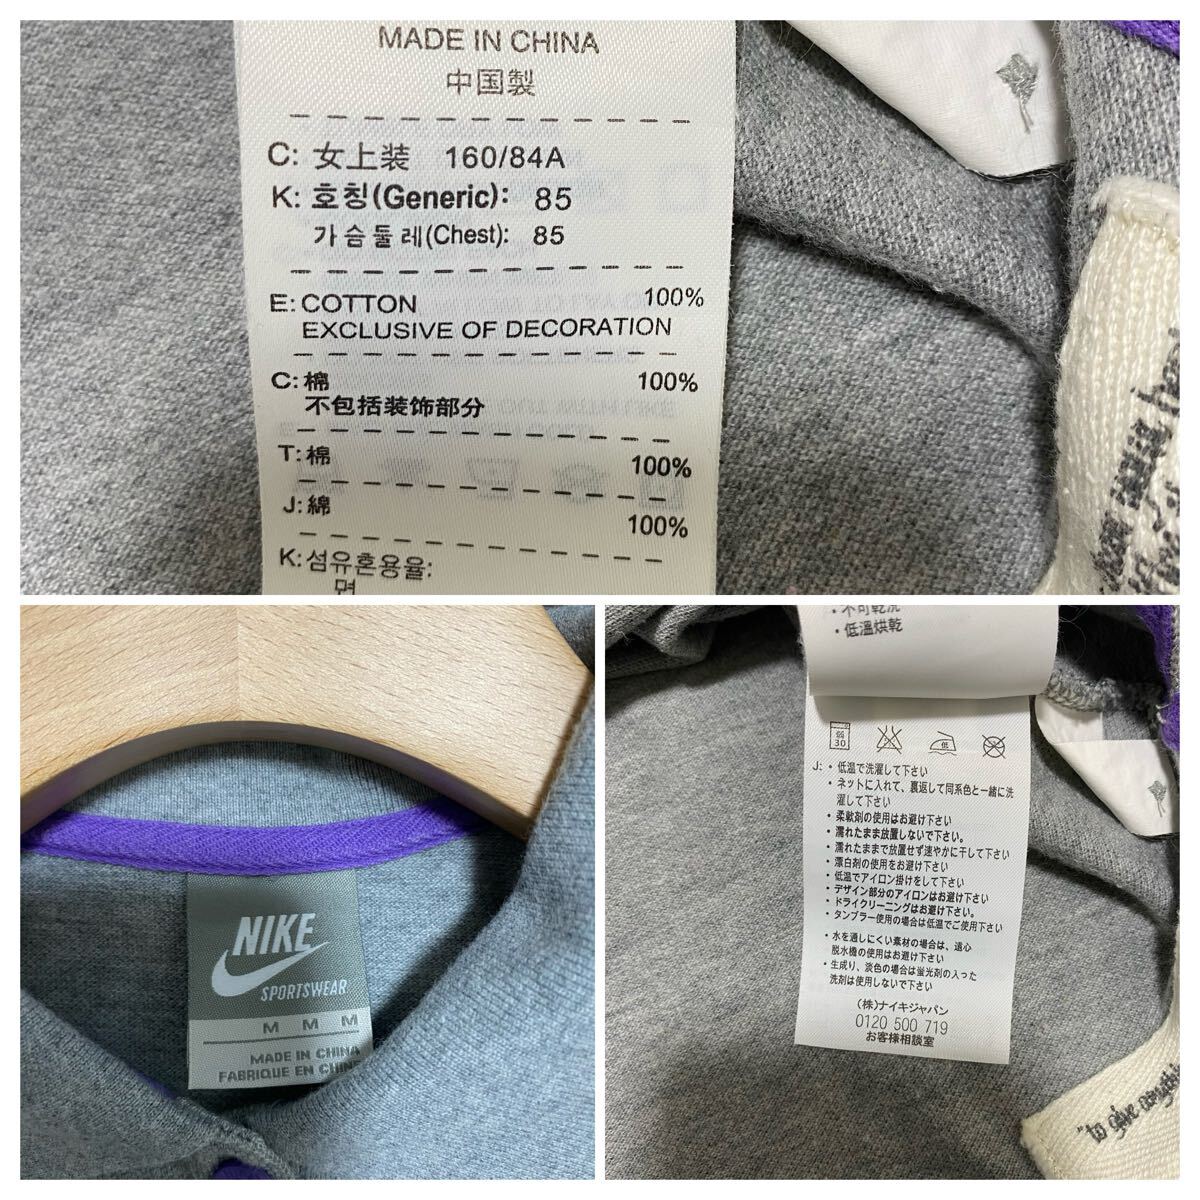 MADE IN CHINA
中国製
C: 女上装 160/84A
K: 호칭(Generic): 85
가슴둘레(Chest): 85
E: COTTON 100%
EXCLUSIVE OF DECORATION
C: 棉 100%
不包括装饰部分
T: 棉 100%
J: 綿 100%
K: 섬유혼용율:
면
NIKE
SPORTSWEAR
M M M
MADE IN CHINA
FABRIQUE EN CHINE
・不可乾洗
・低溫烘乾
弱
30
低
J: ・低温で洗濯して下さい
・ネットに入れて、裏返して同系色と一緒に洗
濯して下さい
・柔軟剤の使用はお避け下さい
・濡れたまま放置しないで下さい。
・濡れたままで放置せず速やかに干して下さい
・漂白剤の使用をお避け下さい
・低温でアイロン掛けをして下さい
・デザイン部分のアイロンはお避け下さい
・ドライクリーニングはお避け下さい。
・タンブラー使用の場合は低温でご使用下さい
・水を通しにくい素材の場合は、遠心
脱水機の使用はお避け下さい
・生成り、淡色の場合は蛍光剤の入った
洗剤は使用しないで下さい
(株)ナイキジャパン
0120 500 719
お客様相談室
"to give anything